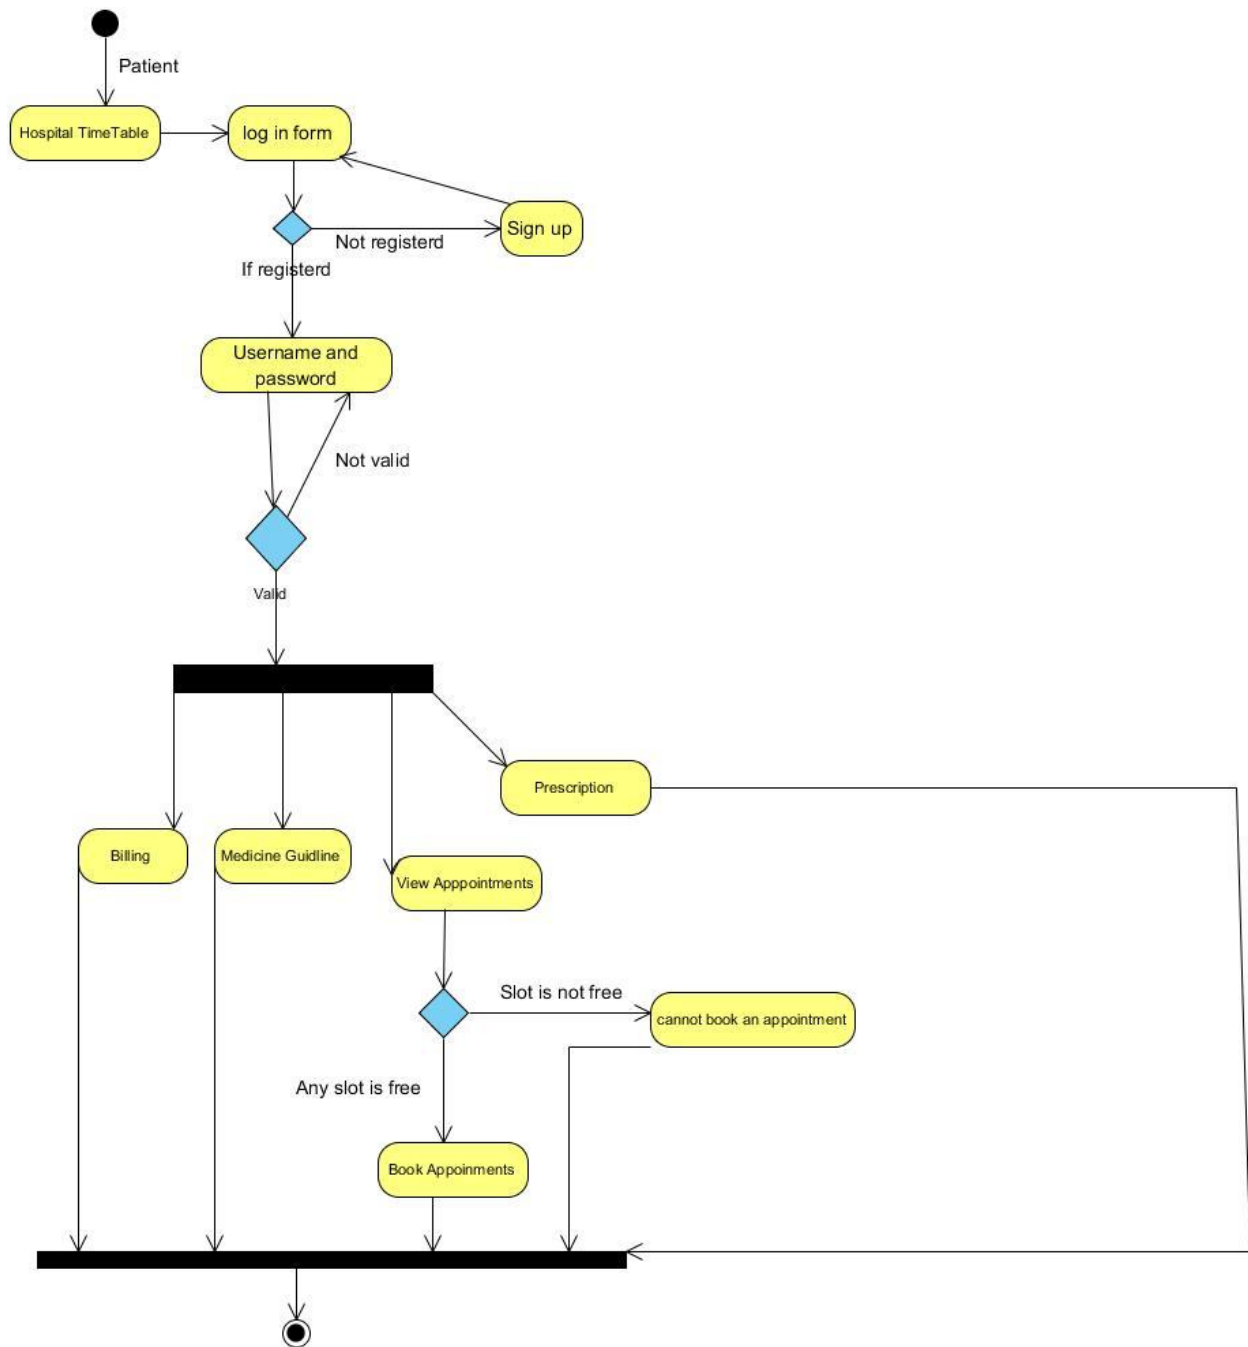 Patient
Hospital TimeTable
log in form
Sign up
Not registerd
If registerd
Username and
password
Not valid
Valid
Prescription
Billing
Medicine Guidline
View Apppointments
Slot is not free
cannot book an appointment
Any slot is free
Book Appoinments